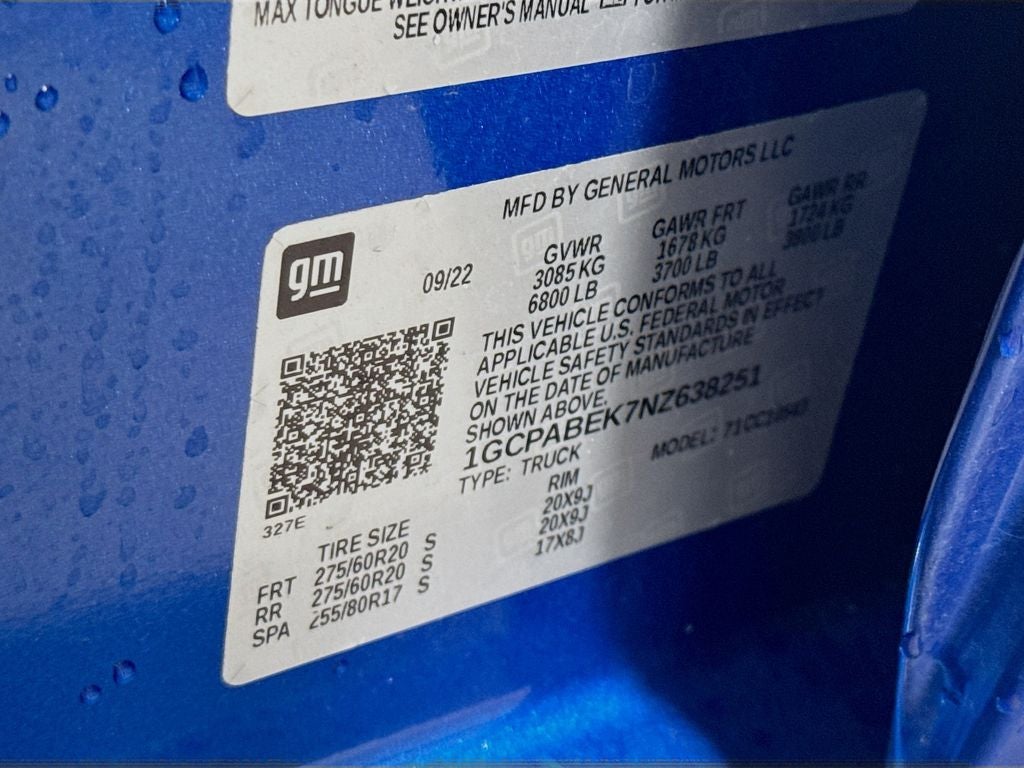 MAX TONGUE
SEE OWNER'S MANUAL
MFD BY GENERAL MOTORS LLC
gm
09/22
GVWR GAWR FRT GAWR RR
3085 KG 1678 KG 1724 KG
6800 LB 3700 LB 3800 LB
THIS VEHICLE CONFORMS TO ALL
APPLICABLE U.S. FEDERAL MOTOR
VEHICLE SAFETY STANDARDS IN EFFECT
ON THE DATE OF MANUFACTURE
SHOWN ABOVE.
1GCPABEK7NZ638251
TYPE: TRUCK MODEL:
327E
TIRE SIZE RIM
FRT 275/60R20 S 20X9J
RR 275/60R20 S 20X9J
SPA 255/80R17 S 17X8J